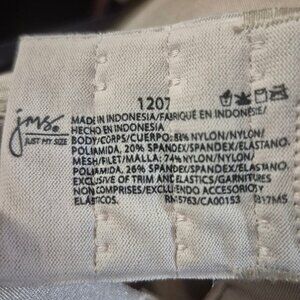 1207
jms.
JUST MY SIZE
MADE IN INDONESIA/FABRIQUÉ EN INDONÉSIE/
HECHO EN INDONESIA
BODY/CORPS/CUERPO: 80% NYLON/NYLON/
POLIAMIDA, 20% SPANDEX/SPANDEX/ELASTANO.
MESH/FILET/MALLA: 74% NYLON/NYLON/
POLIAMIDA, 26% SPANDEX/SPANDEX/ELASTANO.
EXCLUSIVE OF TRIM AND ELASTICS/GARNITURES
NON COMPRISES/EXCLUYENDO ACCESORIOS Y
ELÁSTICOS. RN15763/CA00153